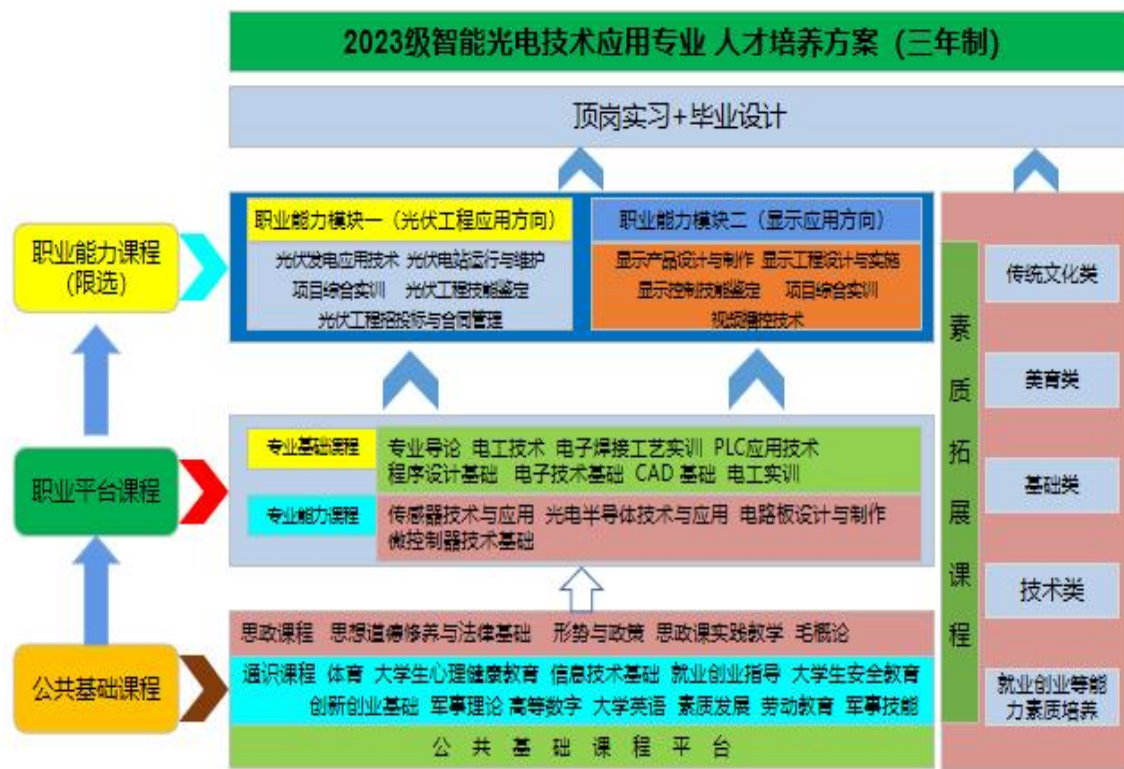 2023级智能光电技术应用专业 人才培养方案 (三年制)
顶岗实习+毕业设计
职业能力课程
(限选)
职业能力模块一（光伏工程应用方向）
光伏发电应用技术 光伏电站运行与维护
项目综合实训 光伏工程技能鉴定
光伏工程招投标与合同管理
职业能力模块二（显示应用方向）
显示产品设计与制作 显示工程设计与实施
显示控制技能鉴定 项目综合实训
视频播控技术
职业平台课程
专业基础课程
专业导论 电工技术 电子焊接工艺实训 PLC应用技术
程序设计基础 电子技术基础 CAD 基础 电工实训
专业能力课程
传感器技术与应用 光电半导体技术与应用 电路板设计与制作
微控制器技术基础
公共基础课程
思政课程 思想道德修养与法律基础 形势与政策 思政课实践教学 毛概论
通识课程 体育 大学生心理健康教育 信息技术基础 就业创业指导 大学生安全教育
创新创业基础 军事理论 高等数字 大学英语 素质发展 劳动教育 军事技能
公共基础课程平台
素质拓展课程
传统文化类
美育类
基础类
技术类
就业创业等能
力素质培养